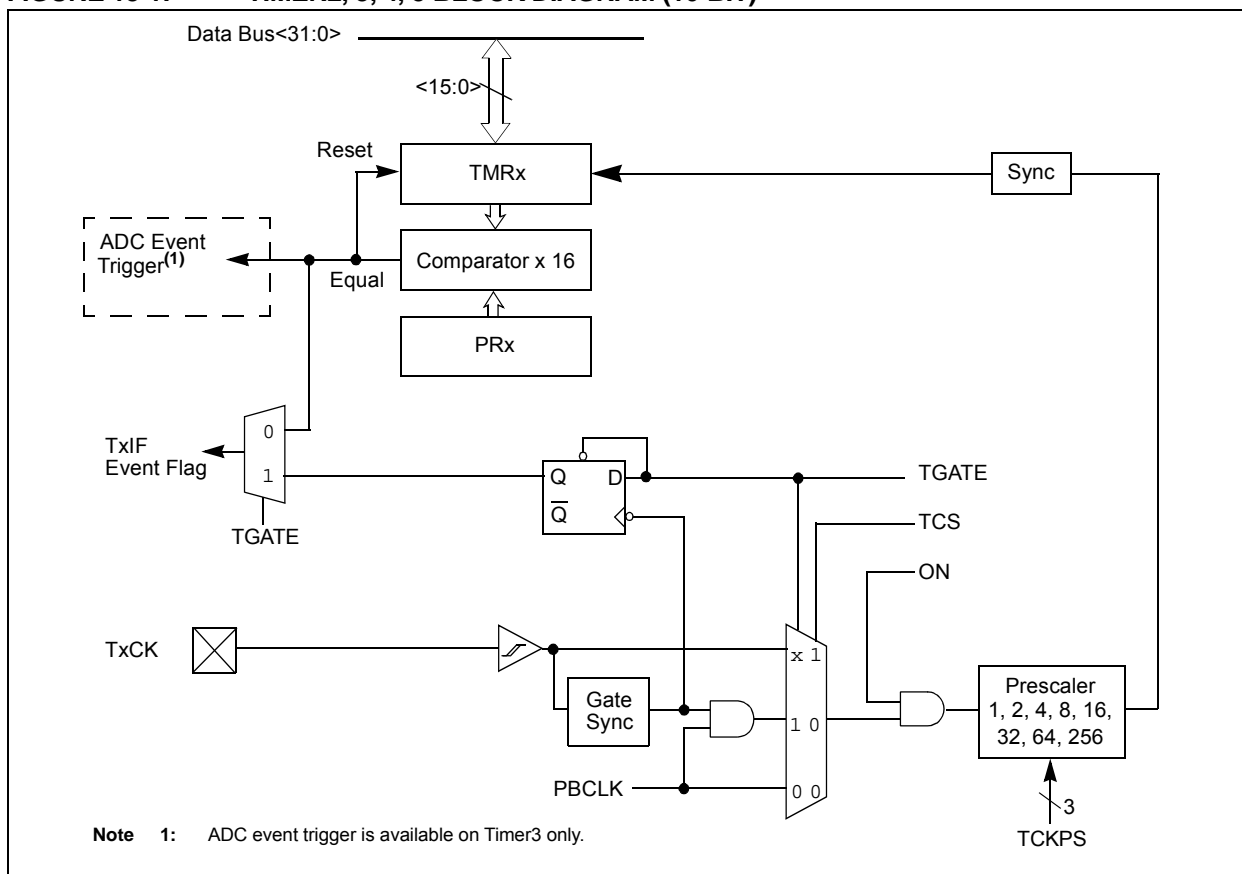 Data Bus<31:0>
<15:0>
Reset
TMRx
Sync
ADC Event
Trigger(1)
Equal
Comparator x 16
PRx
0
TxIF
Event Flag
1
TGATE
Q
D
Q
TGATE
TCS
ON
TxCK
x 1
Gate
Sync
1 0
Prescaler
1, 2, 4, 8, 16,
32, 64, 256
PBCLK
0 0
3
TCKPS
Note 1: ADC event trigger is available on Timer3 only.